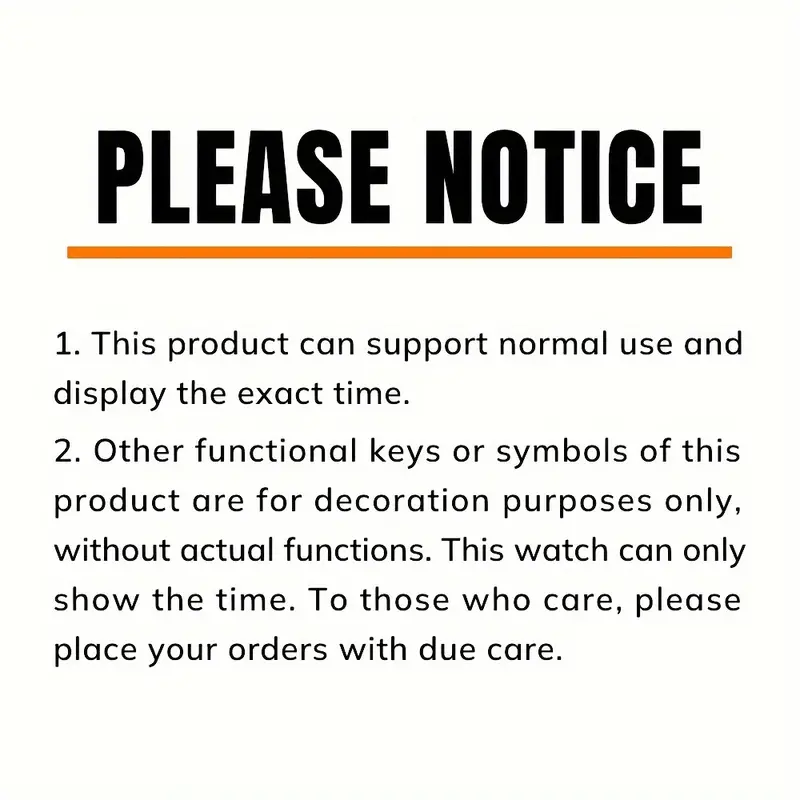 PLEASE NOTICE
1. This product can support normal use and
display the exact time.
2. Other functional keys or symbols of this
product are for decoration purposes only,
without actual functions. This watch can only
show the time. To those who care, please
place your orders with due care.